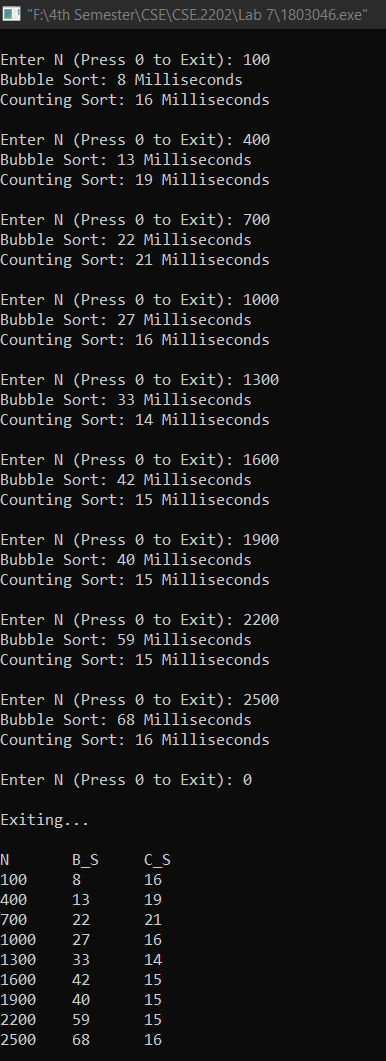 "F:\4th Semester\CSE\CSE.2202\Lab 7\1803046.exe"
Enter N (Press 0 to Exit): 100
Bubble Sort: 8 Milliseconds
Counting Sort: 16 Milliseconds
Enter N (Press 0 to Exit): 400
Bubble Sort: 13 Milliseconds
Counting Sort: 19 Milliseconds
Enter N (Press 0 to Exit): 700
Bubble Sort: 22 Milliseconds
Counting Sort: 21 Milliseconds
Enter N (Press 0 to Exit): 1000
Bubble Sort: 27 Milliseconds
Counting Sort: 16 Milliseconds
Enter N (Press 0 to Exit): 1300
Bubble Sort: 33 Milliseconds
Counting Sort: 14 Milliseconds
Enter N (Press 0 to Exit): 1600
Bubble Sort: 42 Milliseconds
Counting Sort: 15 Milliseconds
Enter N (Press 0 to Exit): 1900
Bubble Sort: 40 Milliseconds
Counting Sort: 15 Milliseconds
Enter N (Press 0 to Exit): 2200
Bubble Sort: 59 Milliseconds
Counting Sort: 15 Milliseconds
Enter N (Press 0 to Exit): 2500
Bubble Sort: 68 Milliseconds
Counting Sort: 16 Milliseconds
Enter N (Press 0 to Exit): 0
Exiting...
N B_S C_S
100 8 16
400 13 19
700 22 21
1000 27 16
1300 33 14
1600 42 15
1900 40 15
2200 59 15
2500 68 16